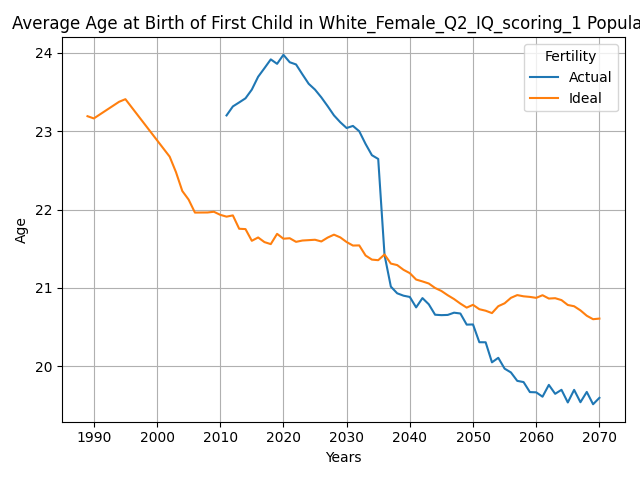 Average Age at Birth of First Child in White_Female_Q2_IQ_scoring_1 Popula
Fertility
Actual
Ideal
24
23
22
21
20
Age
1990 2000 2010 2020 2030 2040 2050 2060 2070
Years